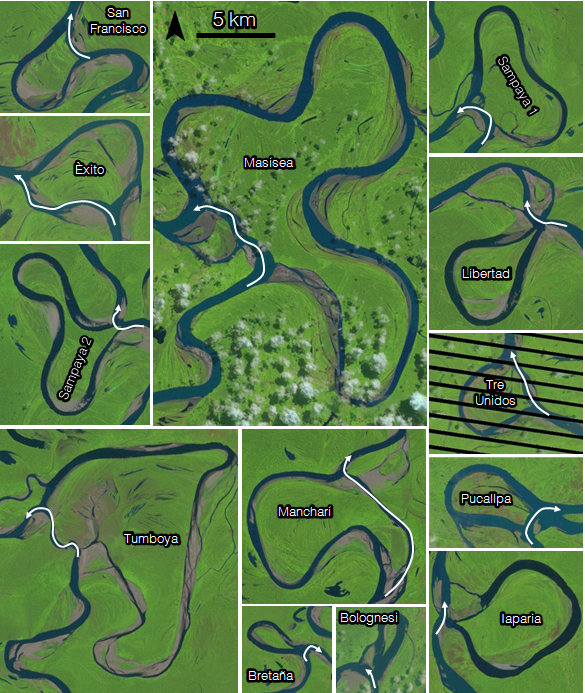 San
Francisco
5 km
Sampaya 1
Masisea
Èxito
Libertad
Sampaya 2
Tre
Unidos
Tumboya
Manchari
Pucallpa
Bretaña
Bolognesi
Iaparia